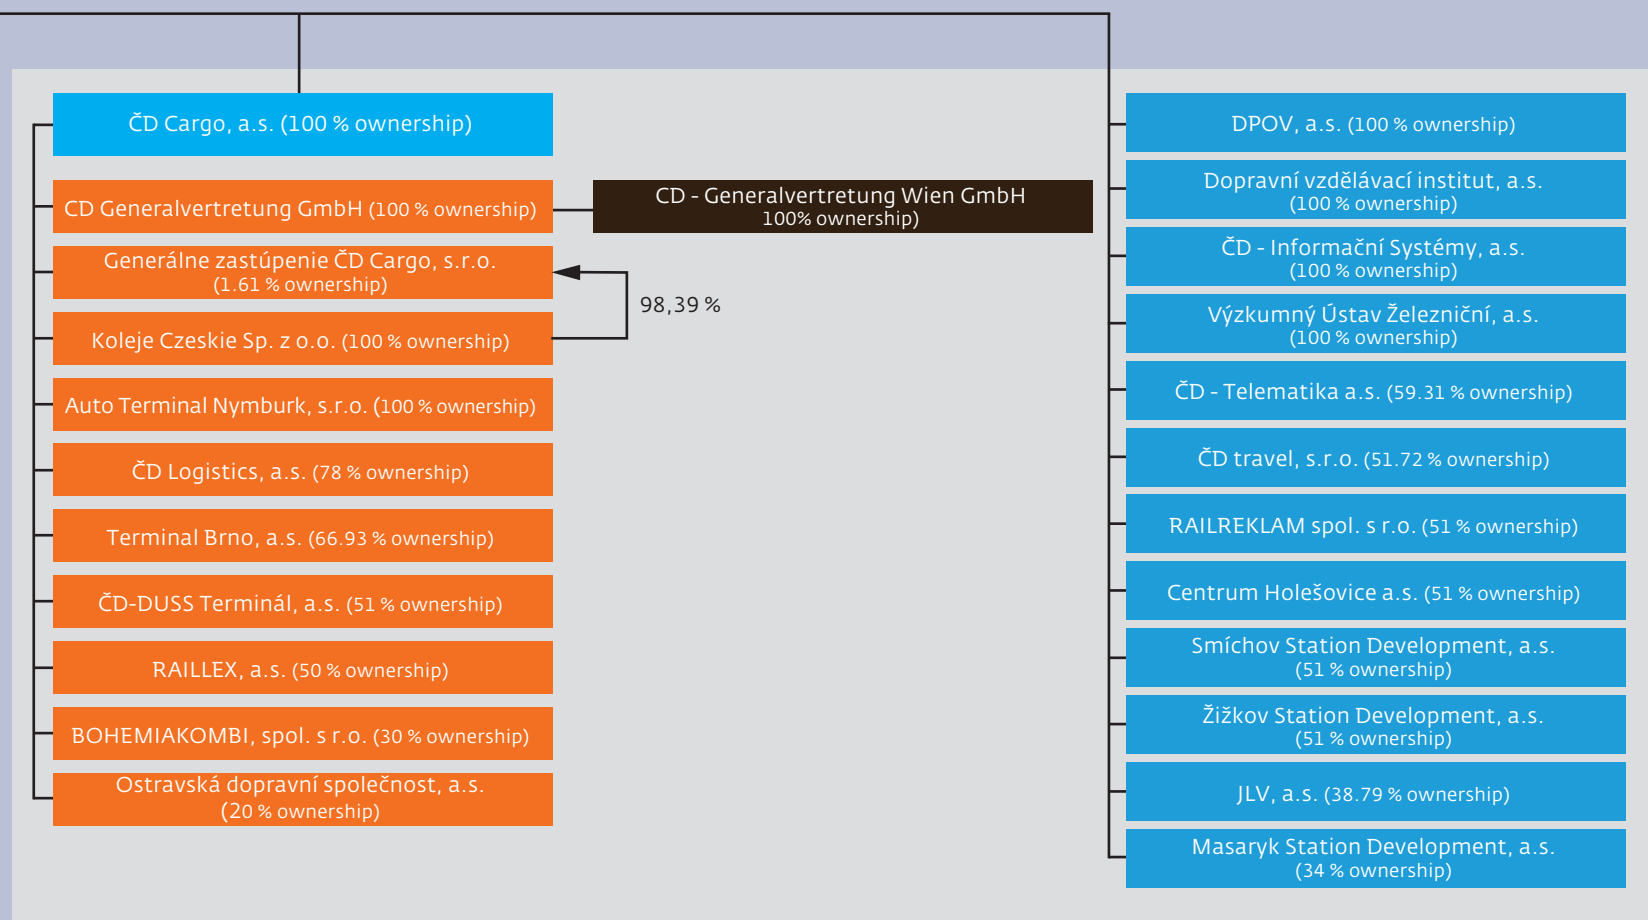 ČD Cargo, a.s. (100 % ownership)
CD Generalvertretung GmbH (100 % ownership)
CD - Generalvertretung Wien GmbH
100% ownership)
Generálne zastúpenie ČD Cargo, s.r.o.
(1.61 % ownership)
98,39 %
Koleje Czeskie Sp. z o.o. (100 % ownership)
Auto Terminal Nymburk, s.r.o. (100 % ownership)
ČD Logistics, a.s. (78 % ownership)
Terminal Brno, a.s. (66.93 % ownership)
ČD-DUSS Terminál, a.s. (51 % ownership)
RAILLEX, a.s. (50 % ownership)
BOHEMIAKOMBI, spol. s r.o. (30 % ownership)
Ostravská dopravní společnost, a.s.
(20 % ownership)
DPOV, a.s. (100 % ownership)
Dopravní vzdělávací institut, a.s.
(100 % ownership)
ČD - Informační Systémy, a.s.
(100 % ownership)
Výzkumný Ústav Železniční, a.s.
(100 % ownership)
ČD - Telematika a.s. (59.31 % ownership)
ČD travel, s.r.o. (51.72 % ownership)
RAILREKLAM spol. s r.o. (51 % ownership)
Centrum Holešovice a.s. (51 % ownership)
Smíchov Station Development, a.s.
(51 % ownership)
Žižkov Station Development, a.s.
(51 % ownership)
JLV, a.s. (38.79 % ownership)
Masaryk Station Development, a.s.
(34 % ownership)